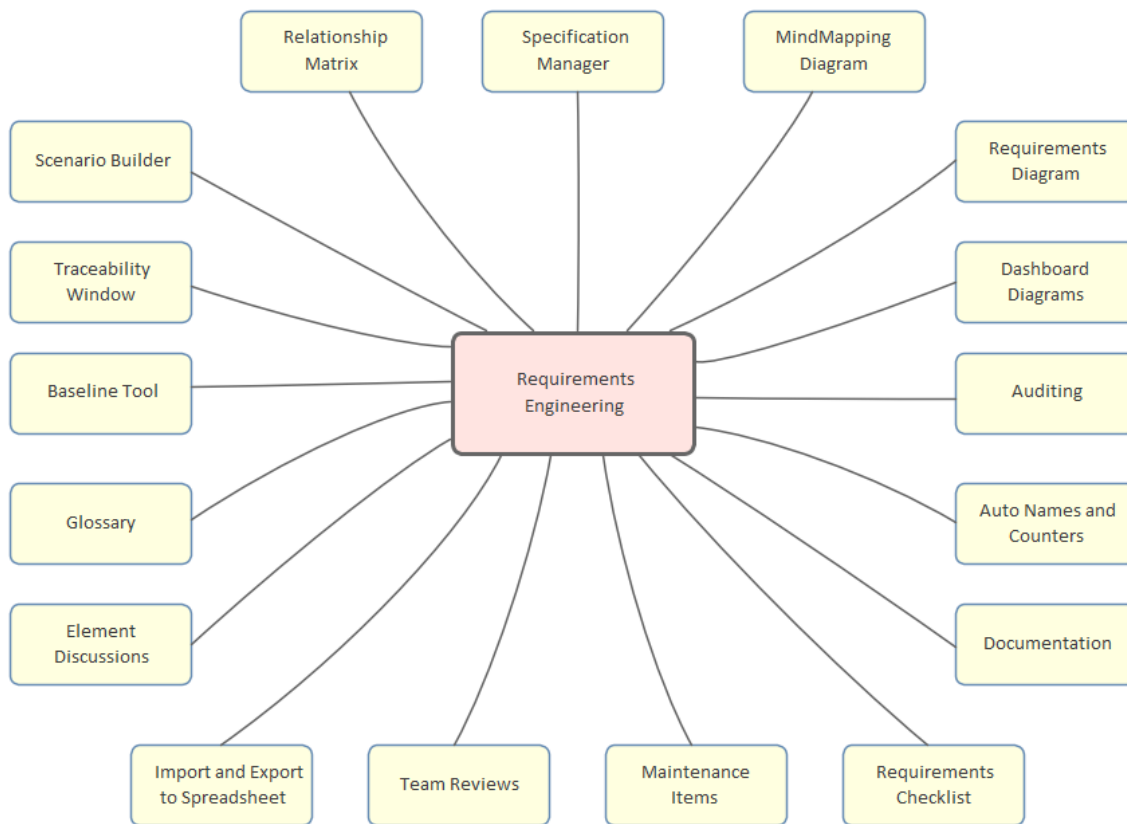 Relationship
Matrix
Specification
Manager
MindMapping
Diagram
Scenario Builder
Requirements
Diagram
Traceability
Window
Dashboard
Diagrams
Requirements
Engineering
Baseline Tool
Auditing
Glossary
Auto Names and
Counters
Element
Discussions
Documentation
Import and Export
to Spreadsheet
Team Reviews
Maintenance
Items
Requirements
Checklist